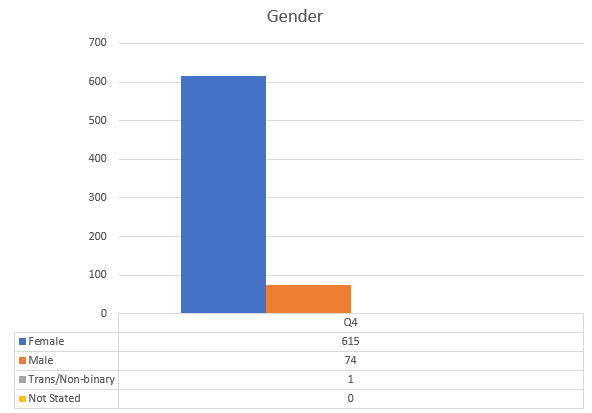 Gender
700
600
500
400
300
200
100
0
Q4
Female 615
Male 74
Trans/Non-binary 1
Not Stated 0